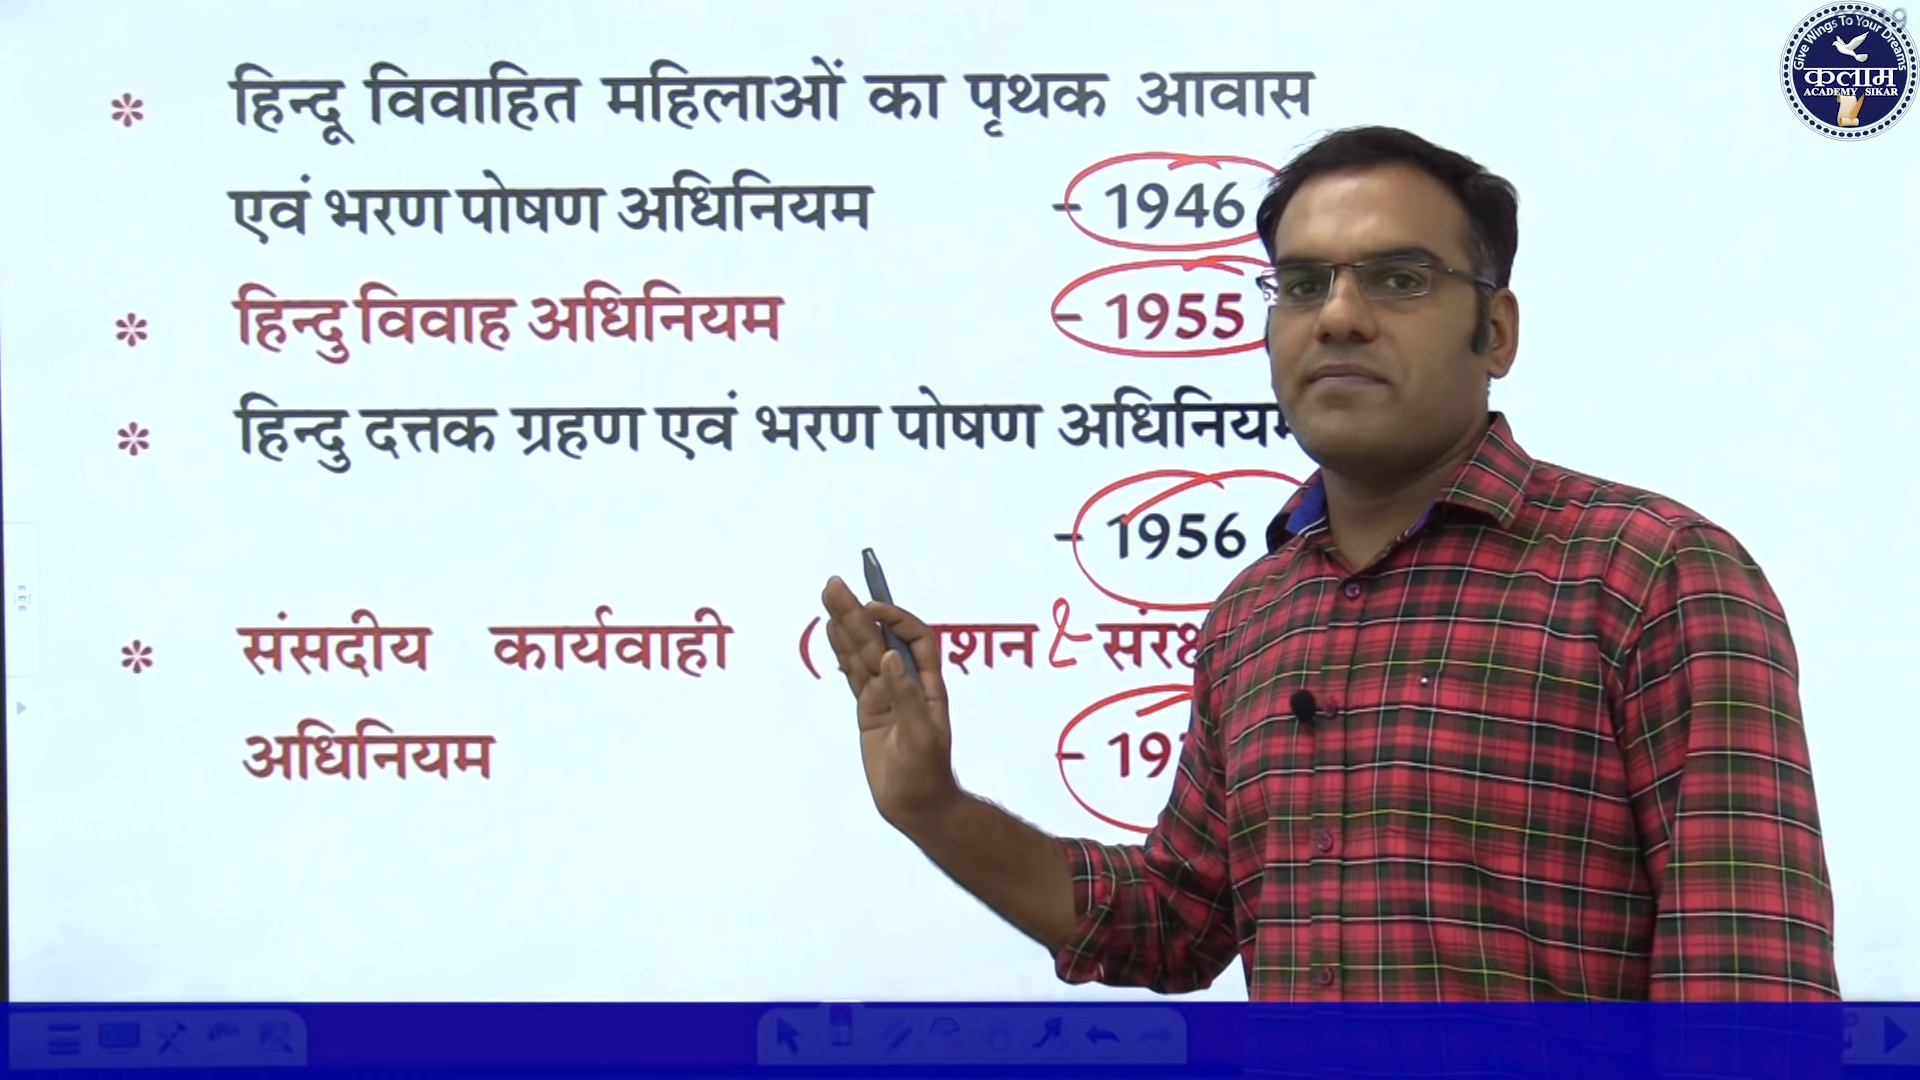 Give Wings To Your Dreams
कलाम
ACADEMY SIKAR
* हिन्दू विवाहित महिलाओं का पृथक आवास
एवं भरण पोषण अधिनियम - 1946
* हिन्दु विवाह अधिनियम - 1955
* हिन्दु दत्तक ग्रहण एवं भरण पोषण अधिनियम
- 1956
* संसदीय कार्यवाही ( &
अधिनियम -